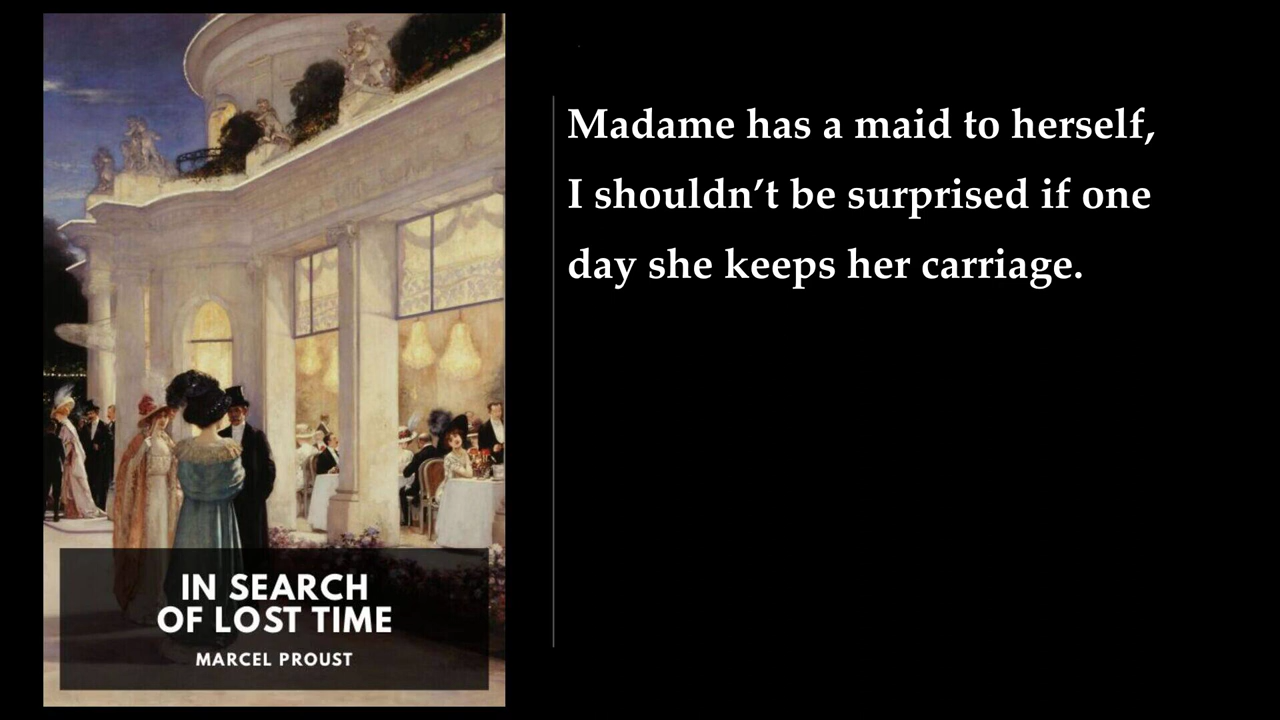 Madame has a maid to herself,
I shouldn’t be surprised if one
day she keeps her carriage.
IN SEARCH
OF LOST TIME
MARCEL PROUST